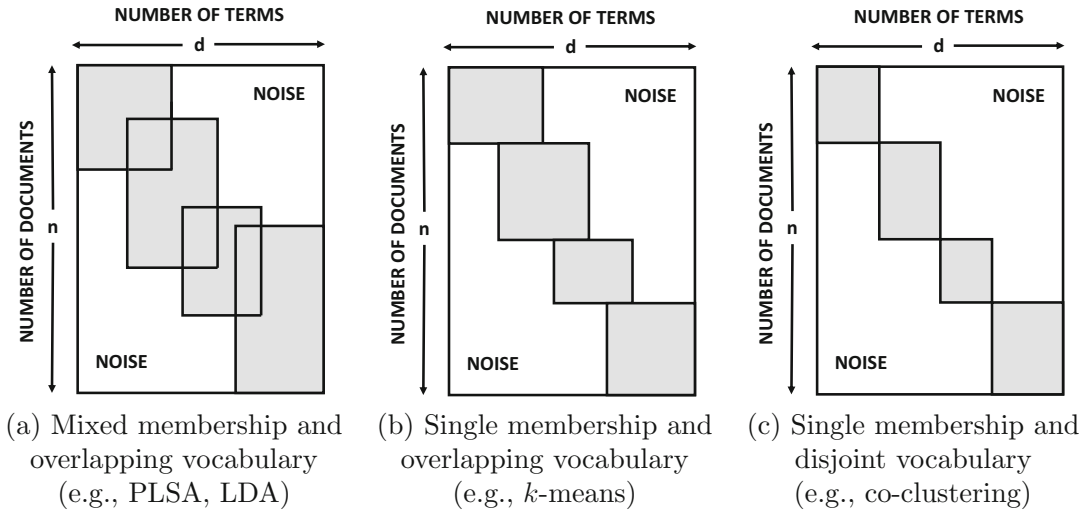 NUMBER OF TERMS
d
NUMBER OF DOCUMENTS
n
NOISE
NOISE
(a) Mixed membership and
overlapping vocabulary
(e.g., PLSA, LDA)
NUMBER OF TERMS
d
NUMBER OF DOCUMENTS
n
NOISE
NOISE
(b) Single membership and
overlapping vocabulary
(e.g., k-means)
NUMBER OF TERMS
d
NUMBER OF DOCUMENTS
n
NOISE
NOISE
(c) Single membership and
disjoint vocabulary
(e.g., co-clustering)